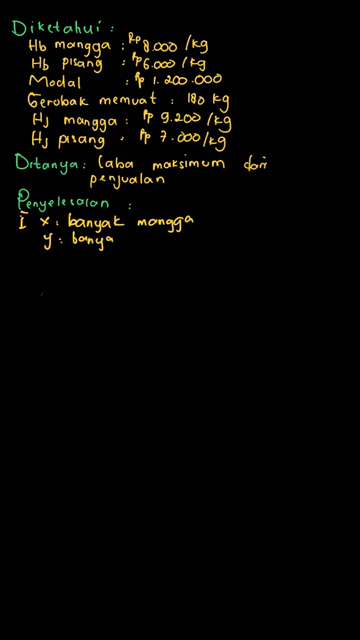 Diketahui :
Hb mangga : Rp 8.000 /kg
Hb pisang : Rp 6.000 /kg
Modal : Rp 1.200.000
Gerobak memuat : 180 kg
Hj mangga : Rp 9.200 /kg
Hj pisang : Rp 7.000 /kg
Ditanya : laba maksimum dari
penjualan
Penyelesaian :
I x : banyak mangga
y : banya